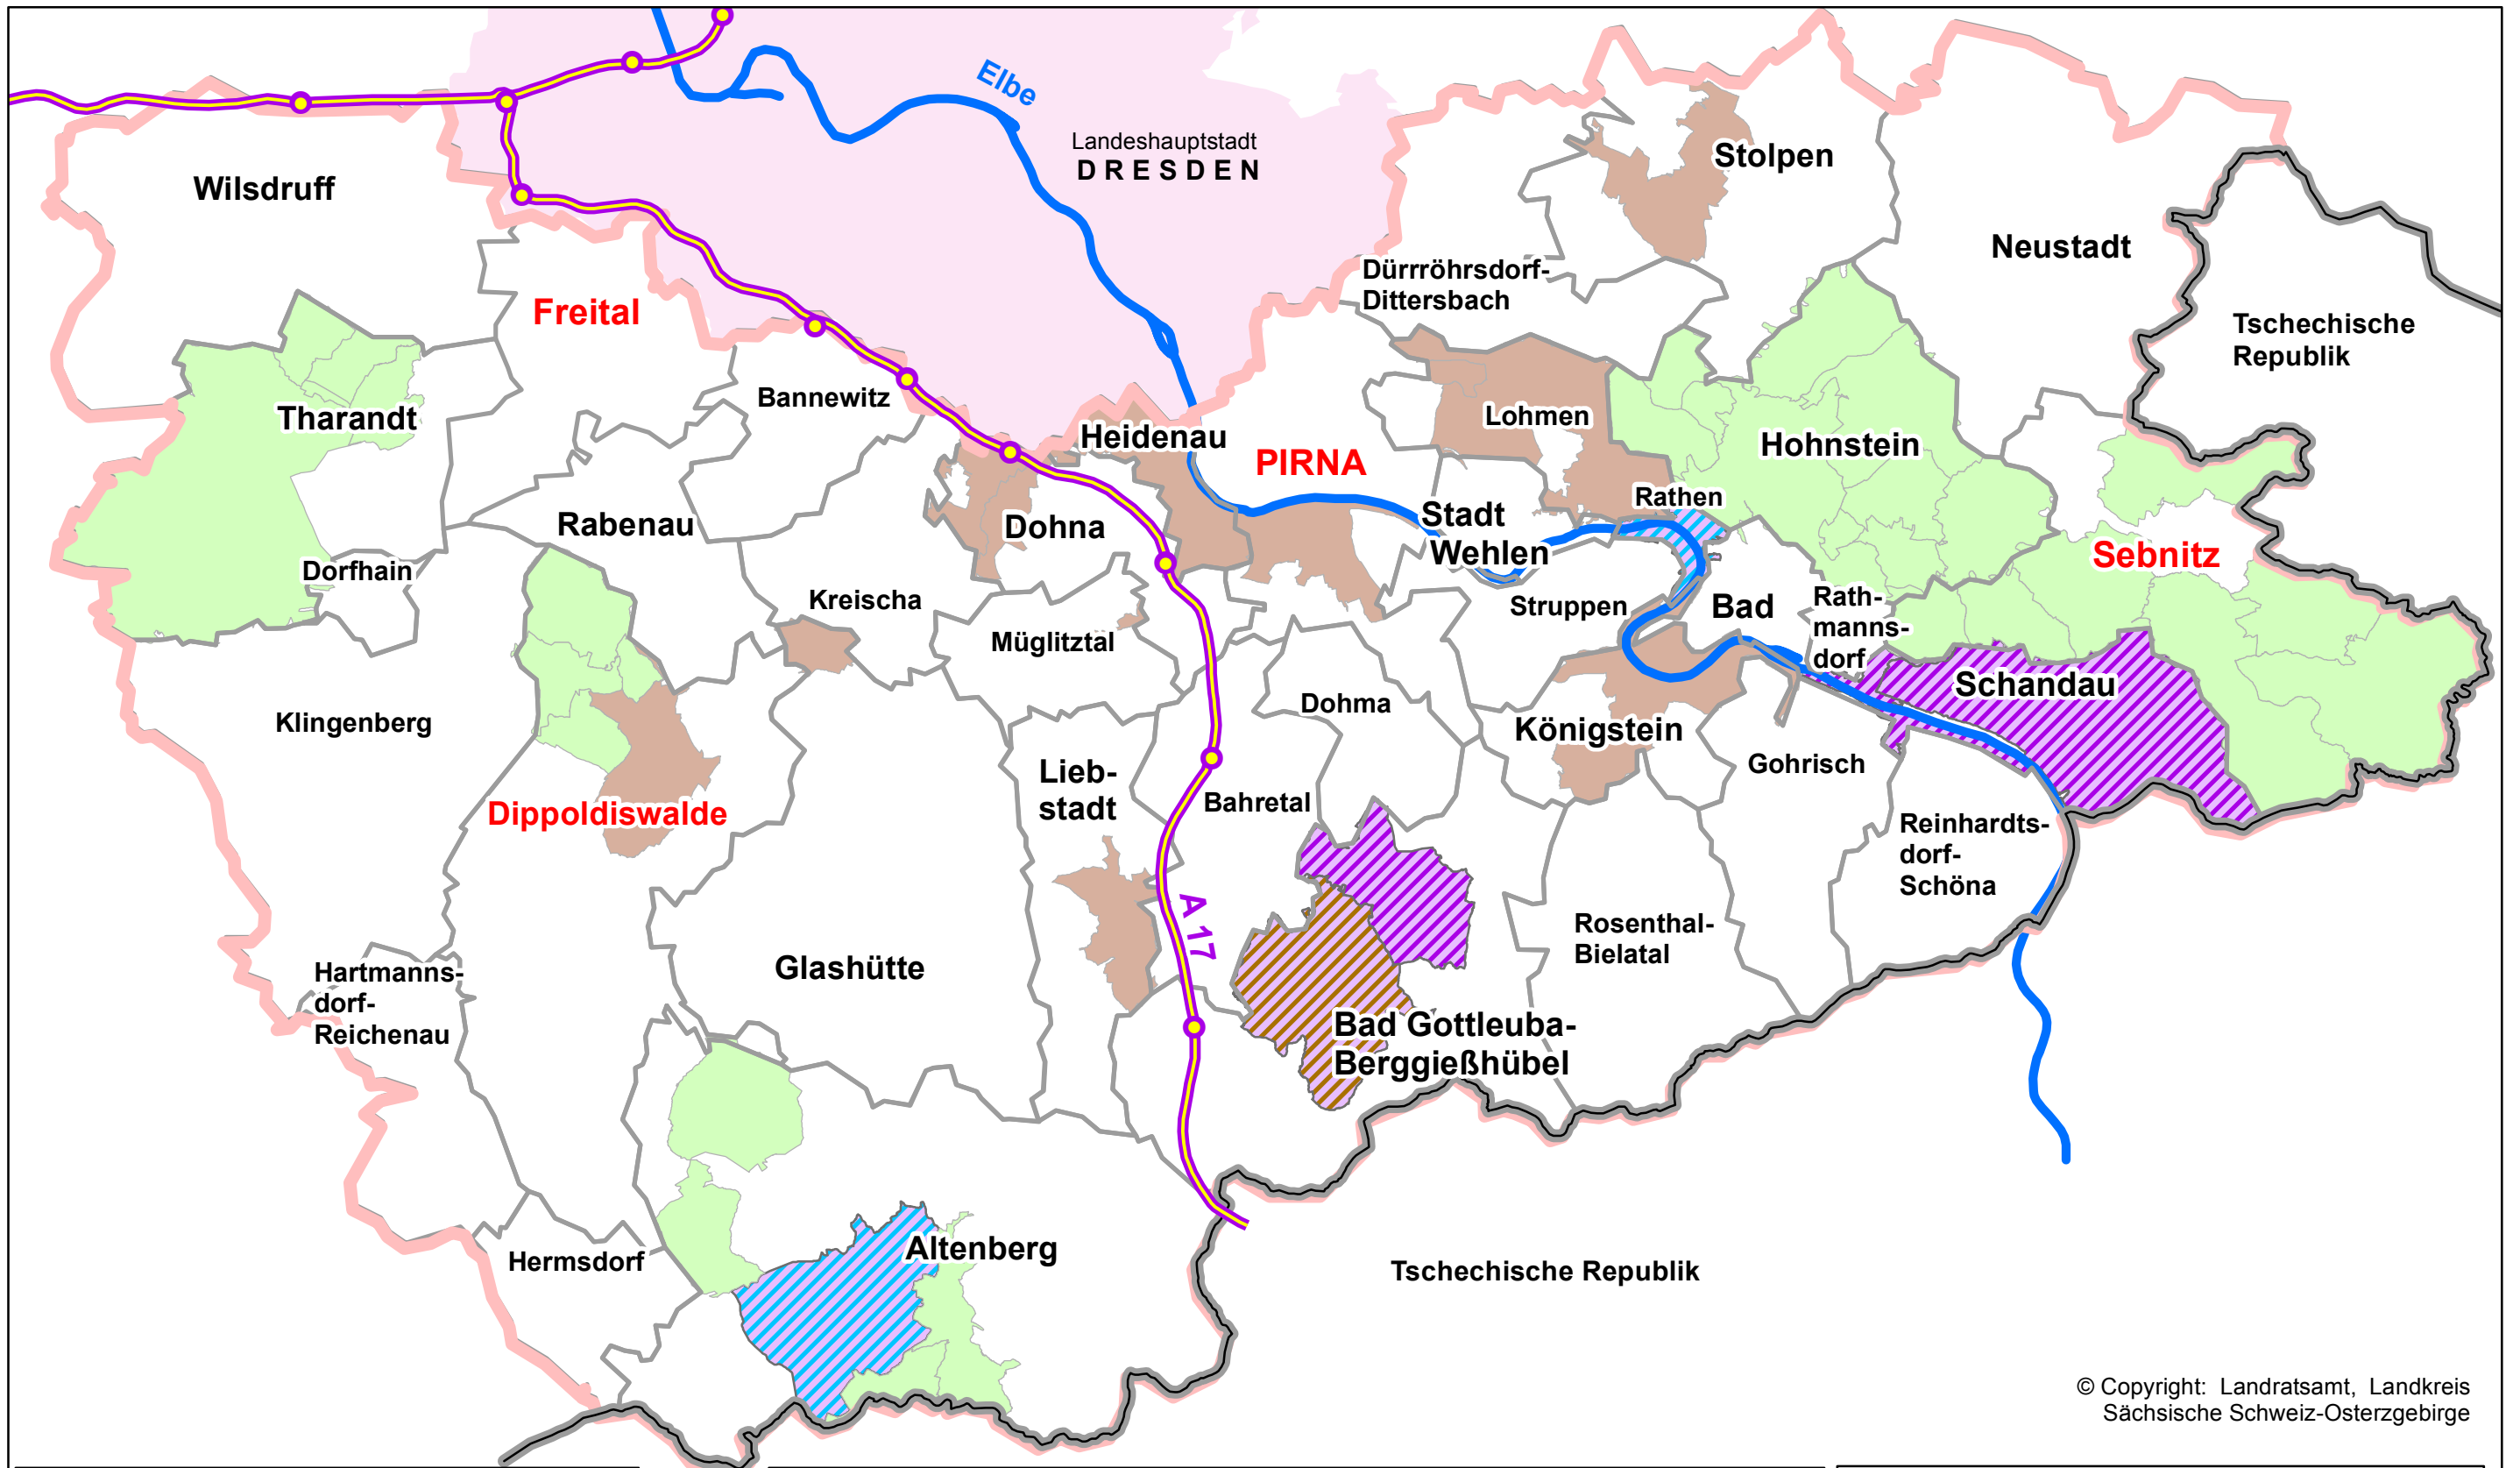 Elbe
Landeshauptstadt
DRESDEN
Wilsdruff
Stolpen
Neustadt
Dürrröhrsdorf-
Dittersbach
Freital
Tschechische
Republik
Bannewitz
Tharandt
Heidenau
Lohmen
Hohnstein
PIRNA
Rathen
Rabenau
Dohna
Stadt
Wehlen
Sebnitz
Dorfhain
Kreischa
Struppen
Bad
Schandau
Rath-
manns-
dorf
Müglitztal
Klingenberg
Dohma
Königstein
Gohrisch
Lieb-
stadt
Bahretal
Dippoldiswalde
Reinhardts-
dorf-
Schöna
A 17
Rosenthal-
Bielatal
Glashütte
Hartmanns-
dorf-
Reichenau
Bad Gottleuba-
Berggießhübel
Altenberg
Hermsdorf
Tschechische Republik
© Copyright: Landratsamt, Landkreis
Sächsische Schweiz-Osterzgebirge